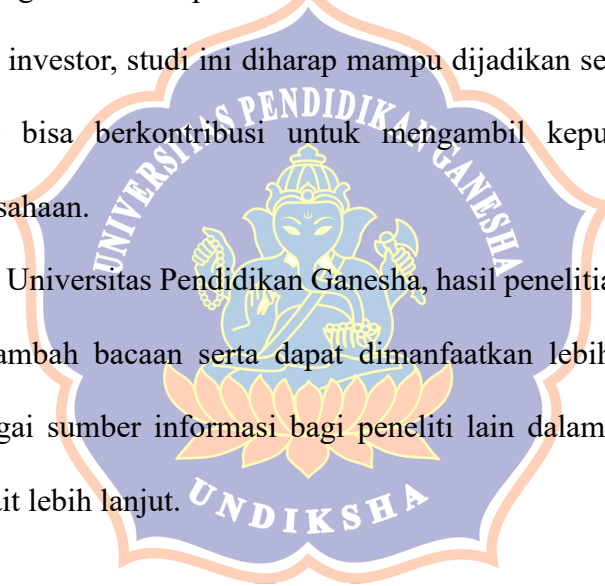 investor, studi ini diharap mampu dijadikan se
UNIVERSITAS PENDIDIKAN GANESHA
bisa berkontribusi untuk mengambil kepu
sahaan.
Universitas Pendidikan Ganesha, hasil penelitia
ambah bacaan serta dapat dimanfaatkan lebih
gai sumber informasi bagi peneliti lain dalam
it lebih lanjut.
UNDIKSHA